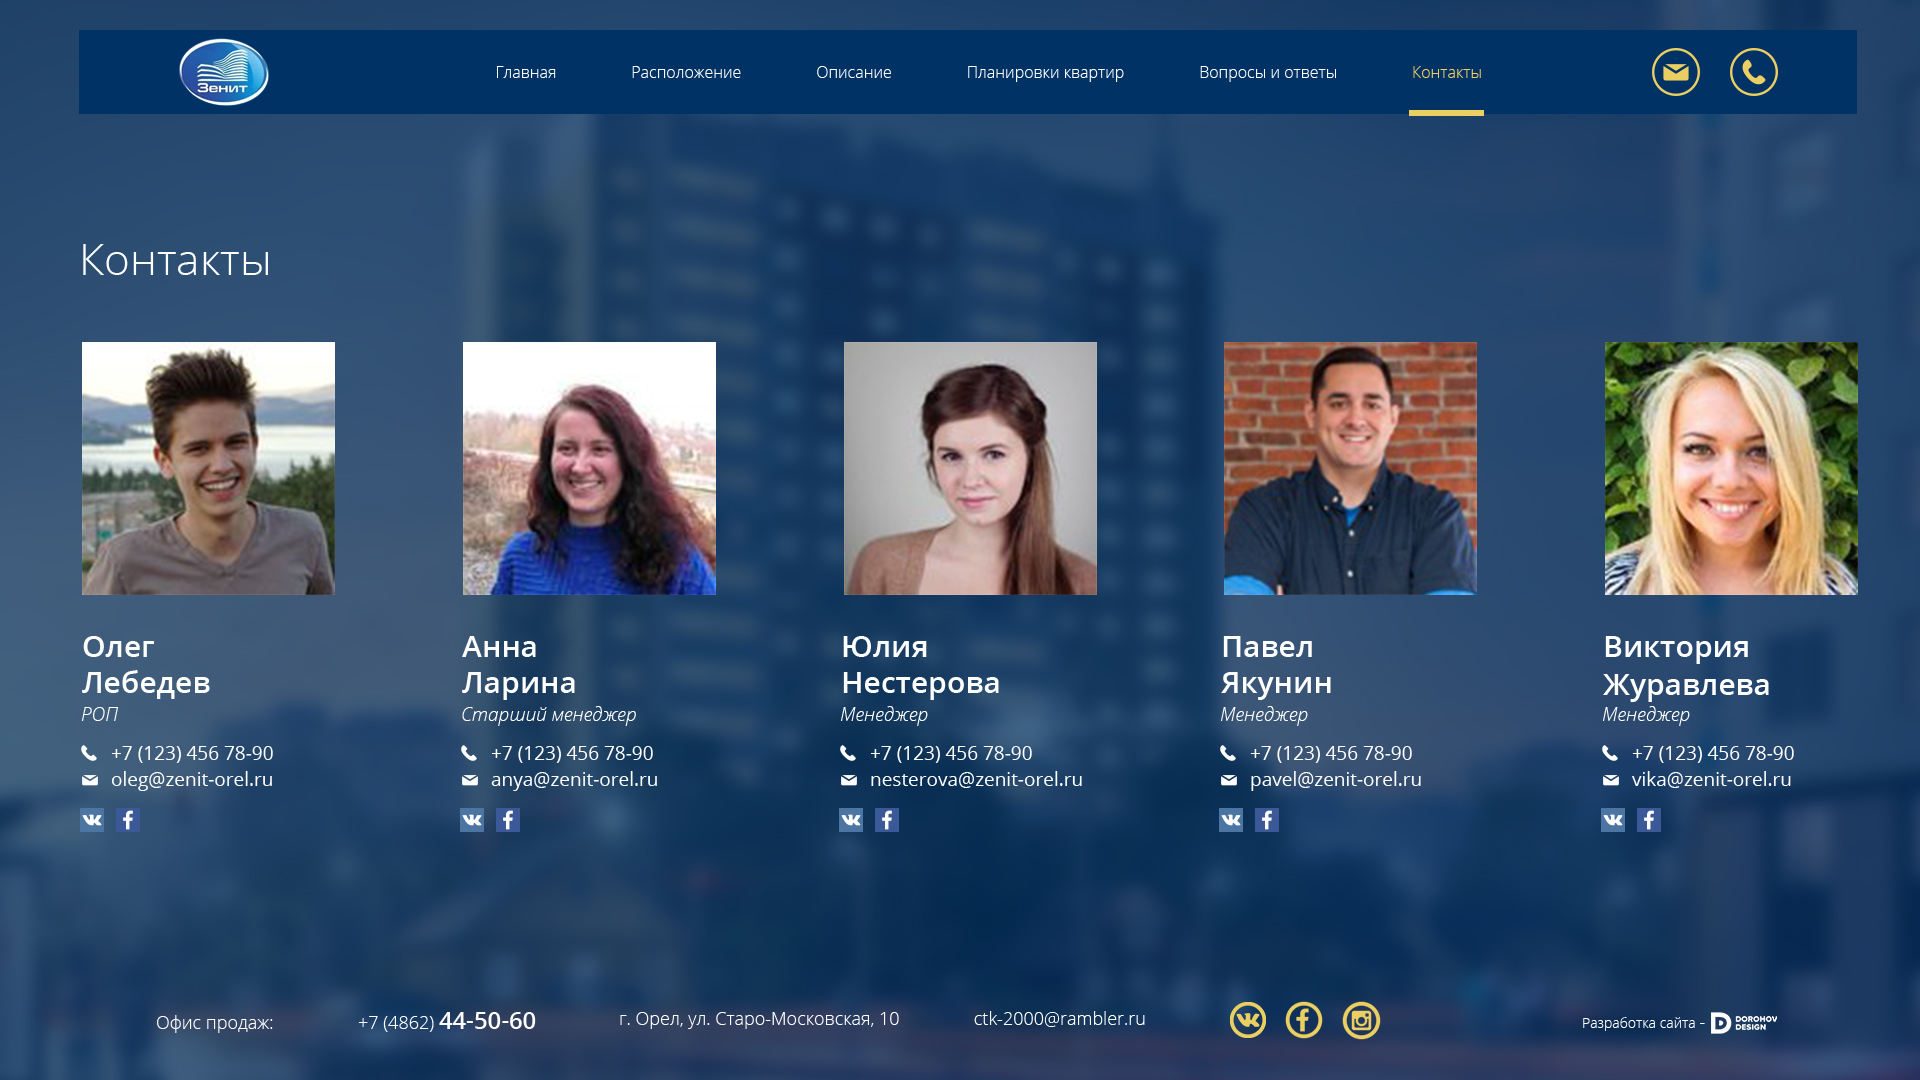 Зенит
Главная
Расположение
Описание
Планировки квартир
Вопросы и ответы
Контакты
Контакты
Олег
Лебедев
РОП
+7 (123) 456 78-90
oleg@zenit-orel.ru
Анна
Ларина
Старший менеджер
+7 (123) 456 78-90
anya@zenit-orel.ru
Юлия
Нестерова
Менеджер
+7 (123) 456 78-90
nesterova@zenit-orel.ru
Павел
Якунин
Менеджер
+7 (123) 456 78-90
pavel@zenit-orel.ru
Виктория
Журавлева
Менеджер
+7 (123) 456 78-90
vika@zenit-orel.ru
Офис продаж:
+7 (4862) 44-50-60
г. Орел, ул. Старо-Московская, 10
ctk-2000@rambler.ru
Разработка сайта -
DOROHOV
DESIGN